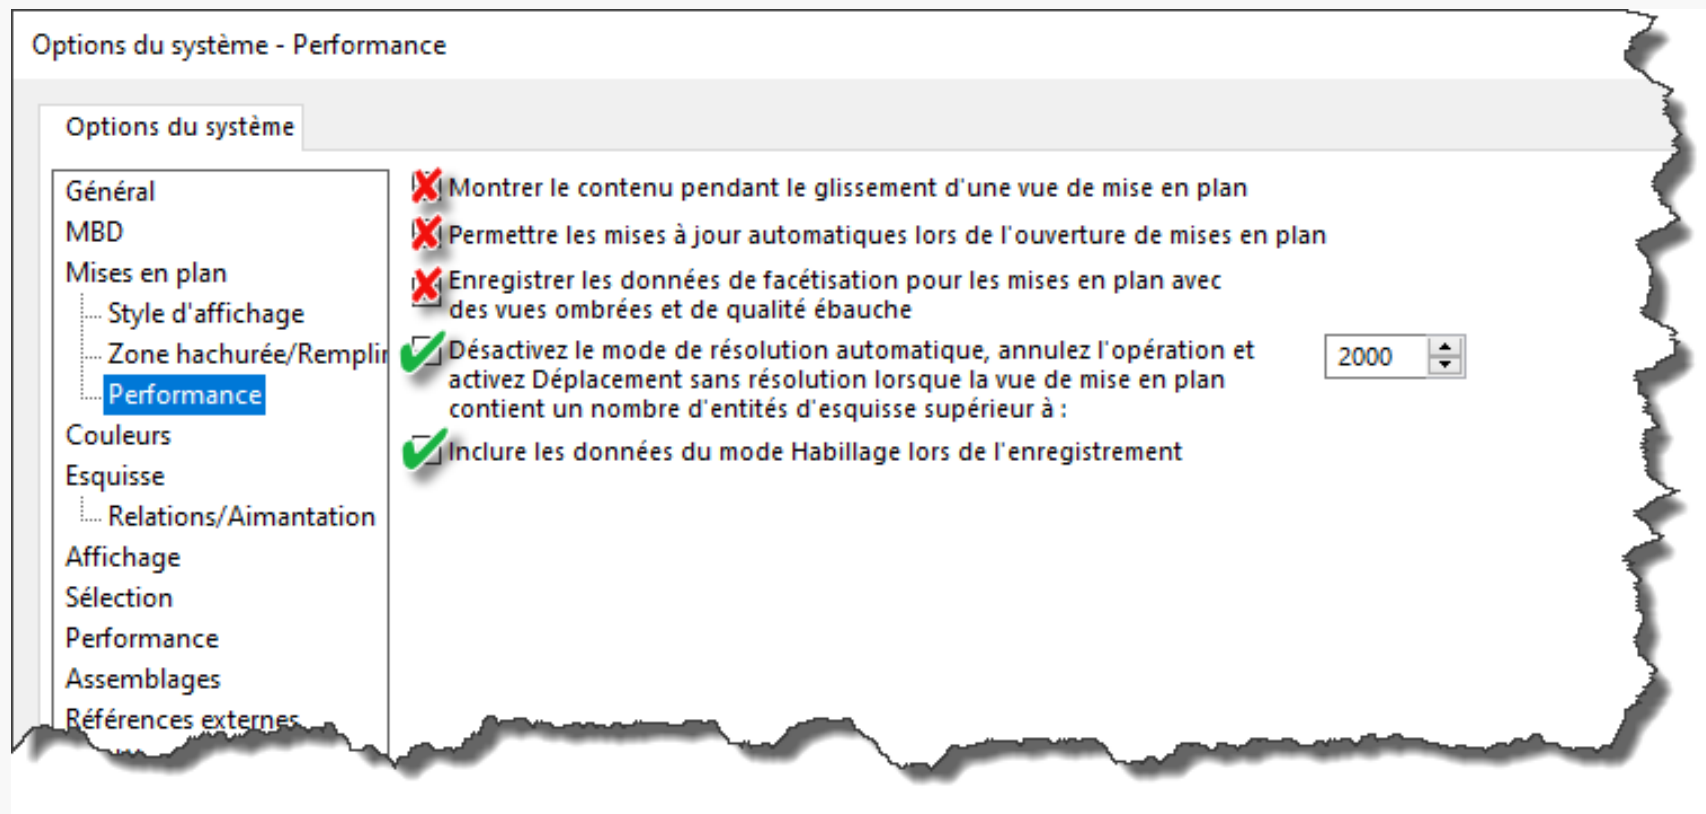 Options du système - Performance
Options du système
Général
MBD
Mises en plan
Style d'affichage
Zone hachurée/Remplir
Performance
Couleurs
Esquisse
Relations/Aimantation
Affichage
Sélection
Performance
Assemblages
Références externes
Montrer le contenu pendant le glissement d'une vue de mise en plan
Permettre les mises à jour automatiques lors de l'ouverture de mises en plan
Enregistrer les données de facétisation pour les mises en plan avec
des vues ombrées et de qualité ébauche
Désactivez le mode de résolution automatique, annulez l'opération et
activez Déplacement sans résolution lorsque la vue de mise en plan
contient un nombre d'entités d'esquisse supérieur à :
2000
Inclure les données du mode Habillage lors de l'enregistrement